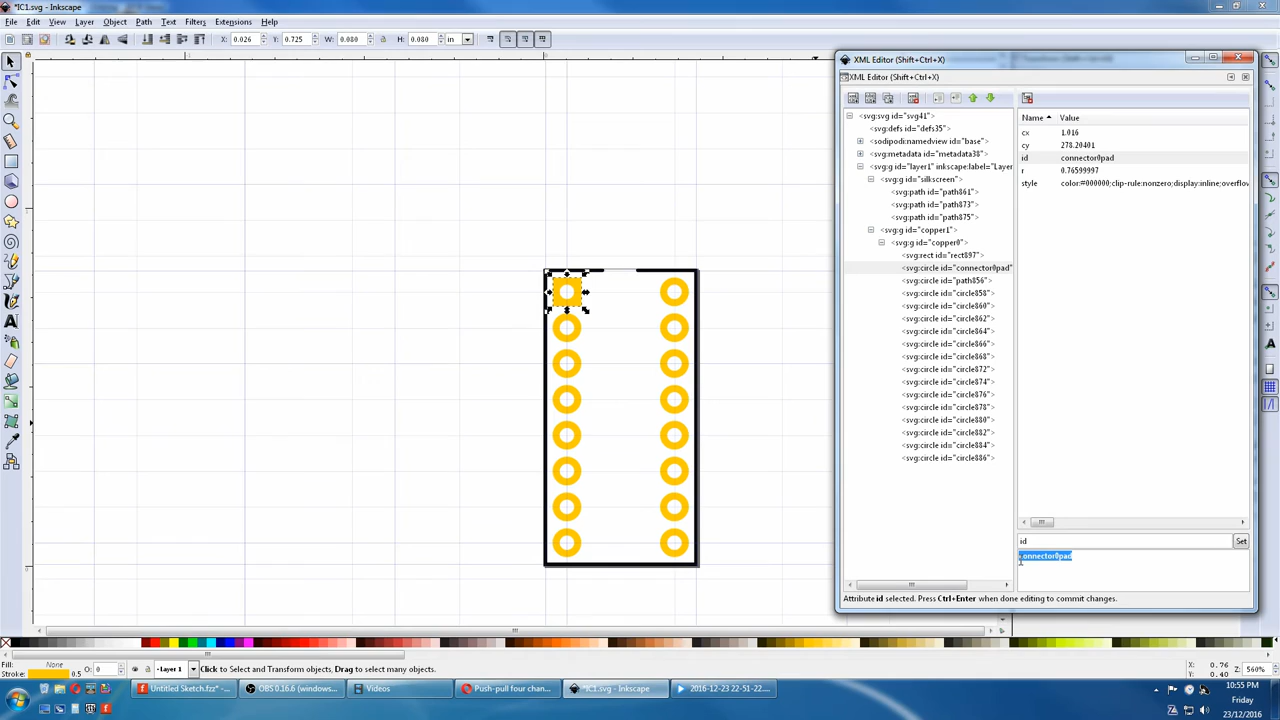 *IC1.svg - Inkscape
File Edit View Layer Object Path Text Filters Extensions Help
X: 0.026 Y: 0.725 W: 0.080 H: 0.080 in
XML Editor (Shift+Ctrl+X)
XML Editor (Shift+Ctrl+X)
<svg:svg id="svg41">
<svg:defs id="defs35">
<sodipodi:namedview id="base">
<svg:metadata id="metadata38">
<svg:g id="layer1" inkscape:label="Layer
<svg:g id="silkscreen">
<svg:path id="path861">
<svg:path id="path873">
<svg:path id="path875">
<svg:g id="copper1">
<svg:g id="copper0">
<svg:rect id="rect897">
<svg:circle id="connector0pad"
<svg:circle id="path856">
<svg:circle id="circle858">
<svg:circle id="circle860">
<svg:circle id="circle862">
<svg:circle id="circle864">
<svg:circle id="circle866">
<svg:circle id="circle868">
<svg:circle id="circle872">
<svg:circle id="circle874">
<svg:circle id="circle876">
<svg:circle id="circle878">
<svg:circle id="circle880">
<svg:circle id="circle882">
<svg:circle id="circle884">
<svg:circle id="circle886">
Name Value
cx 1.016
cy 278.20401
id connector0pad
r 0.76599997
style color:#000000;clip-rule:nonzero;display:inline;overflow
id Set
connector0pad
Attribute id selected. Press Ctrl+Enter when done editing to commit changes.
Fill: None
Stroke: 0.5 O: 0 Layer 1 Click to Select and Transform objects, Drag to select many objects.
X: 0.76
Y: 0.40 Z: 560%
Untitled Sketch.fzz* -... OBS 0.16.6 (windows... Videos Push-pull four chan... *IC1.svg - Inkscape 2016-12-23 22-51-22....
10:55 PM
Friday
23/12/2016